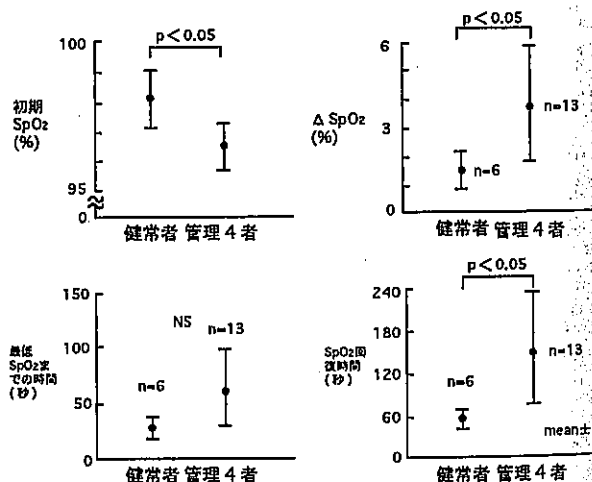 100
p＜0.05
初期
SpO2
(%)
95
0.
健常者 管理４者
6
p＜0.05
Δ SpO2
(%)
n=13
3
n=6
0
健常者 管理４者
150
NS
n=13
100
最低
SpO2ま
での時間
(秒)
n=6
50
0
健常者 管理４者
p＜0.05
240
180
SpO2回
復時間
(秒)
n=13
120
n=6
60
mean±
0
健常者 管理４者